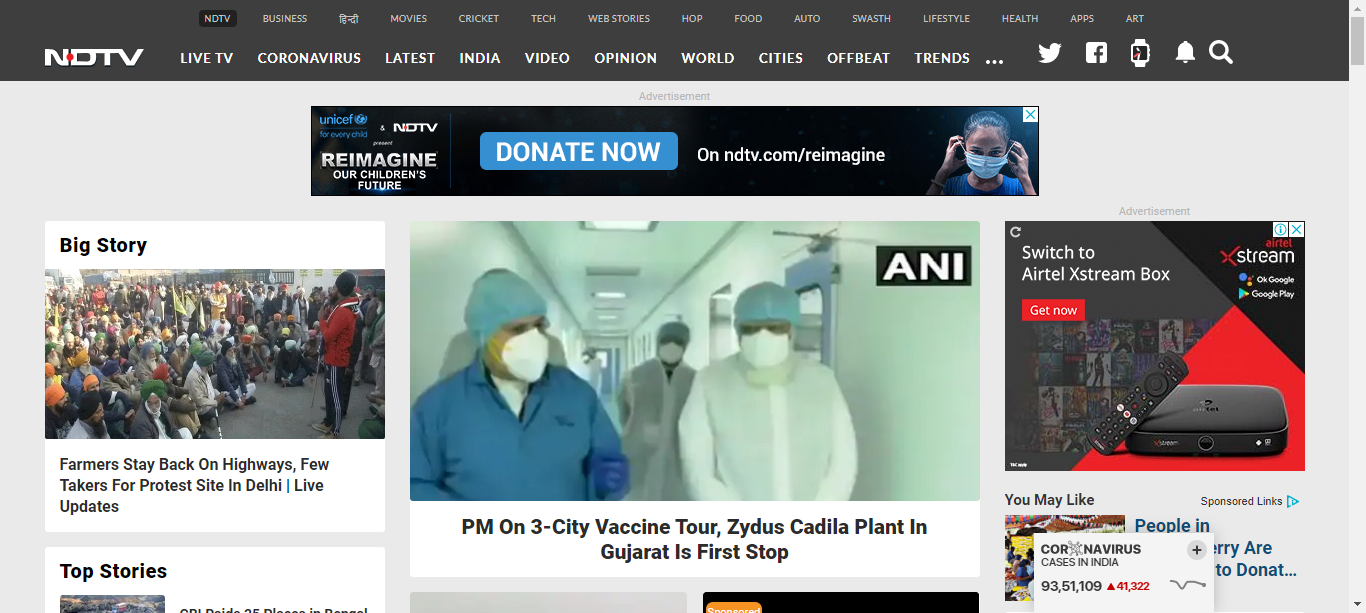 NDTV BUSINESS हिन्दी MOVIES CRICKET TECH WEB STORIES HOP FOOD AUTO SWASTH LIFESTYLE HEALTH APPS ART
NDTV LIVE TV CORONAVIRUS LATEST INDIA VIDEO OPINION WORLD CITIES OFFBEAT TRENDS ...
Advertisement
unicef
for every child
& NDTV
present
REIMAGINE
OUR CHILDREN'S
FUTURE
DONATE NOW On ndtv.com/reimagine
Advertisement
Big Story
Farmers Stay Back On Highways, Few
Takers For Protest Site In Delhi | Live
Updates
Top Stories
CBI Raids 25 Places in Bengal
ANI
PM On 3-City Vaccine Tour, Zydus Cadila Plant In
Gujarat Is First Stop
Sponsored
Switch to
Airtel Xstream Box
Get now
airtel
xstream
Ok Google
Google Play
airtel
xstream
T&C apply
You May Like
Sponsored Links
People in
erry Are
to Donat...
CORONAVIRUS
CASES IN INDIA
93,51,109 ▲41,322